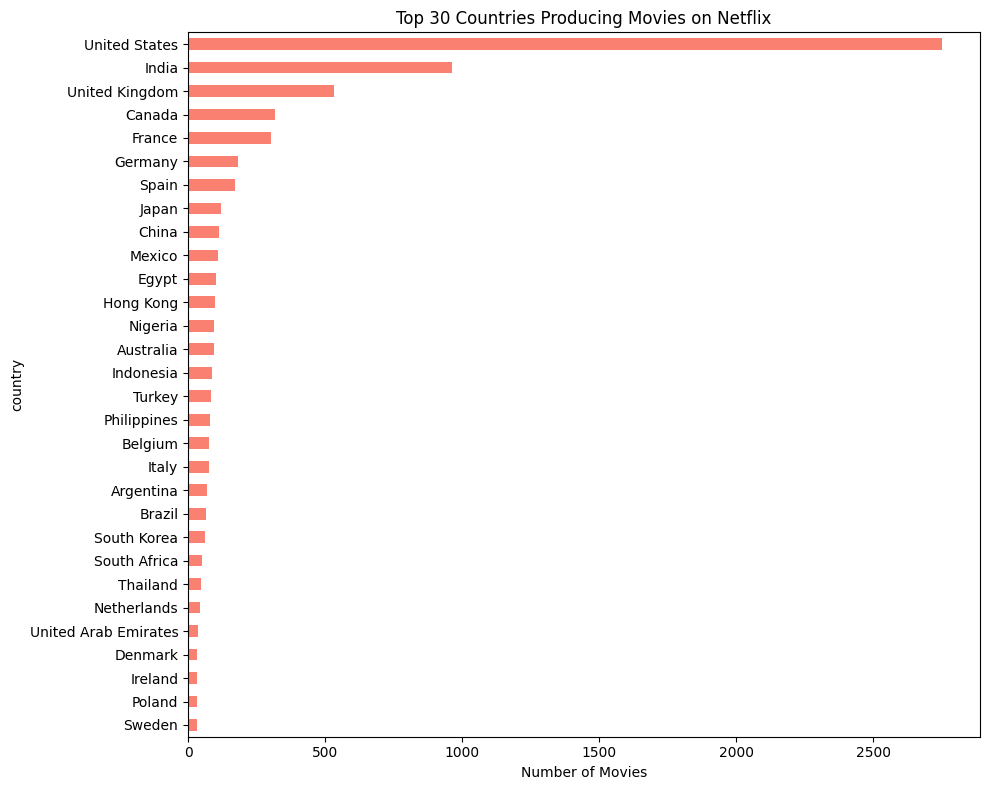 Top 30 Countries Producing Movies on Netflix
country
United States
India
United Kingdom
Canada
France
Germany
Spain
Japan
China
Mexico
Egypt
Hong Kong
Nigeria
Australia
Indonesia
Turkey
Philippines
Belgium
Italy
Argentina
Brazil
South Korea
South Africa
Thailand
Netherlands
United Arab Emirates
Denmark
Ireland
Poland
Sweden
0 500 1000 1500 2000 2500
Number of Movies